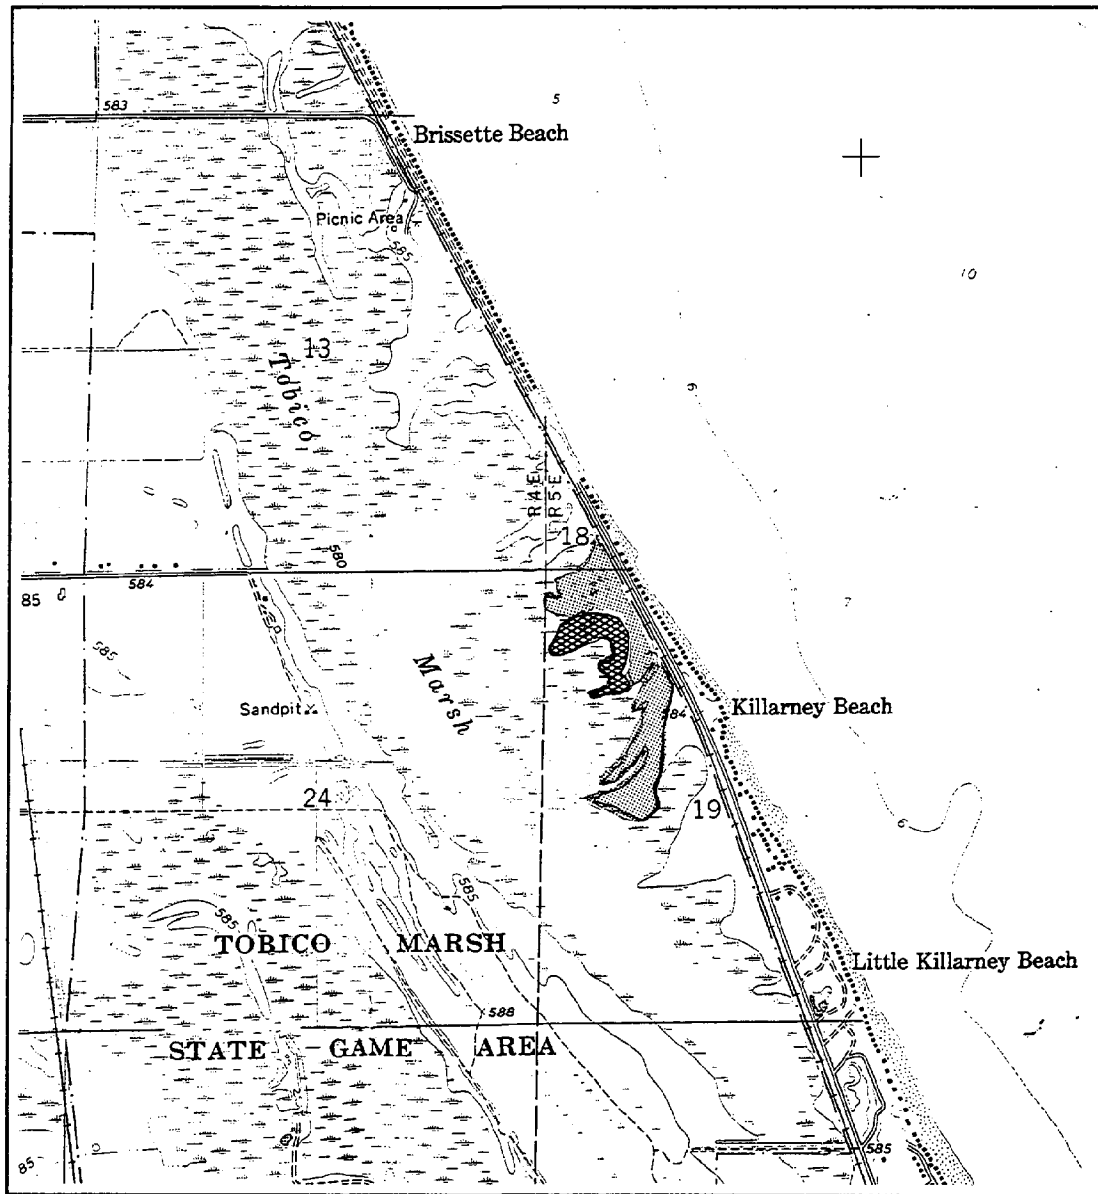 583
5
Brissette Beach
Picnic Area
585
10
13
Tobico
9
R4E
R5E
18
580
584
85
7
585
Marsh
Sandpit
584
Killarney Beach
24
19
6
585
585
TOBICO MARSH
Little Killarney Beach
588
STATE GAME AREA
585
85